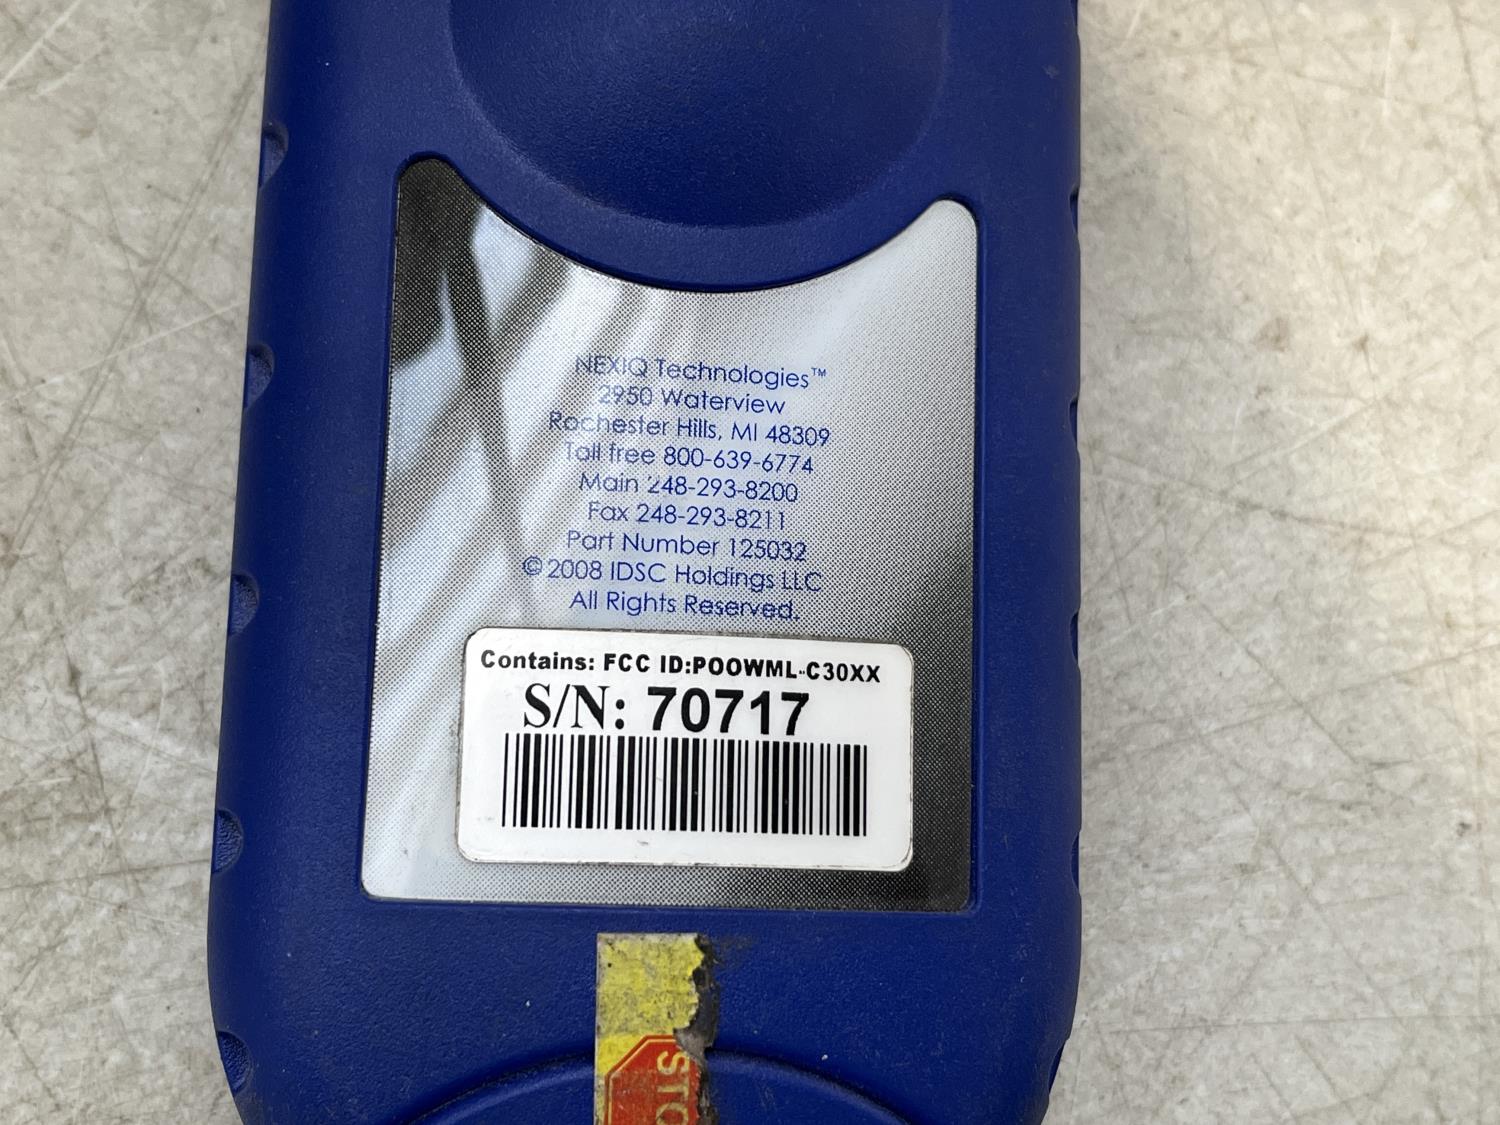 NEXIQ Technologies™
2950 Waterview
Rochester Hills, MI 48309
Toll free 800-639-6774
Main 248-293-8200
Fax 248-293-8211
Part Number 125032
©2008 IDSC Holdings LLC
All Rights Reserved.
Contains: FCC ID:POOWML-C30XX
S/N: 70717
STO